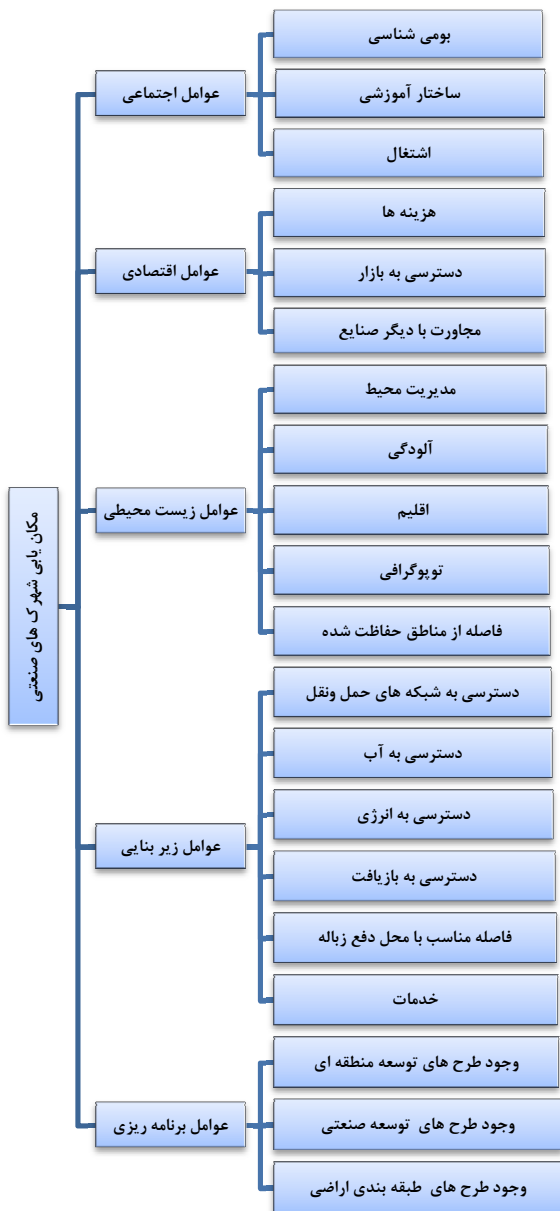 مکان یابی شهرک های صنعتی
عوامل اجتماعی
بومی شناسی
ساختار آموزشی
اشتغال
عوامل اقتصادی
هزینه ها
دسترسی به بازار
مجاورت با دیگر صنایع
عوامل زیست محیطی
مدیریت محیط
آلودگی
اقلیم
توپوگرافی
فاصله از مناطق حفاظت شده
عوامل زیر بنایی
دسترسی به شبکه های حمل ونقل
دسترسی به آب
دسترسی به انرژی
دسترسی به بازیافت
فاصله مناسب با محل دفع زباله
خدمات
عوامل برنامه ریزی
وجود طرح های توسعه منطقه ای
وجود طرح های توسعه صنعتی
وجود طرح های طبقه بندی اراضی